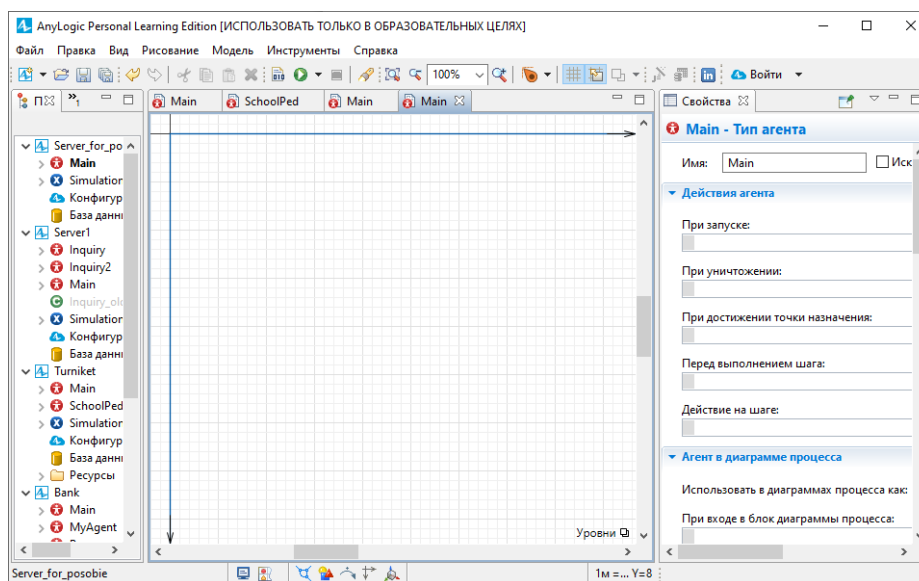 AnyLogic Personal Learning Edition [ИСПОЛЬЗОВАТЬ ТОЛЬКО В ОБРАЗОВАТЕЛЬНЫХ ЦЕЛЯХ]
Файл Правка Вид Рисование Модель Инструменты Справка
100% Войти
П Main SchoolPed Main Main Свойства
Server_for_po
Main
Simulation
Конфигур
База данн
Server1
Inquiry
Inquiry2
Main
Inquiry_old
Simulation
Конфигур
База данн
Turniket
Main
SchoolPed
Simulation
Конфигур
База данн
Ресурсы
Bank
Main
MyAgent
Уровни
Main - Тип агента
Имя: Main Иск
Действия агента
При запуске:
При уничтожении:
При достижении точки назначения:
Перед выполнением шага:
Действие на шаге:
Агент в диаграмме процесса
Использовать в диаграммах процесса как:
При входе в блок диаграммы процесса:
Server_for_posobie 1м =... Y=8